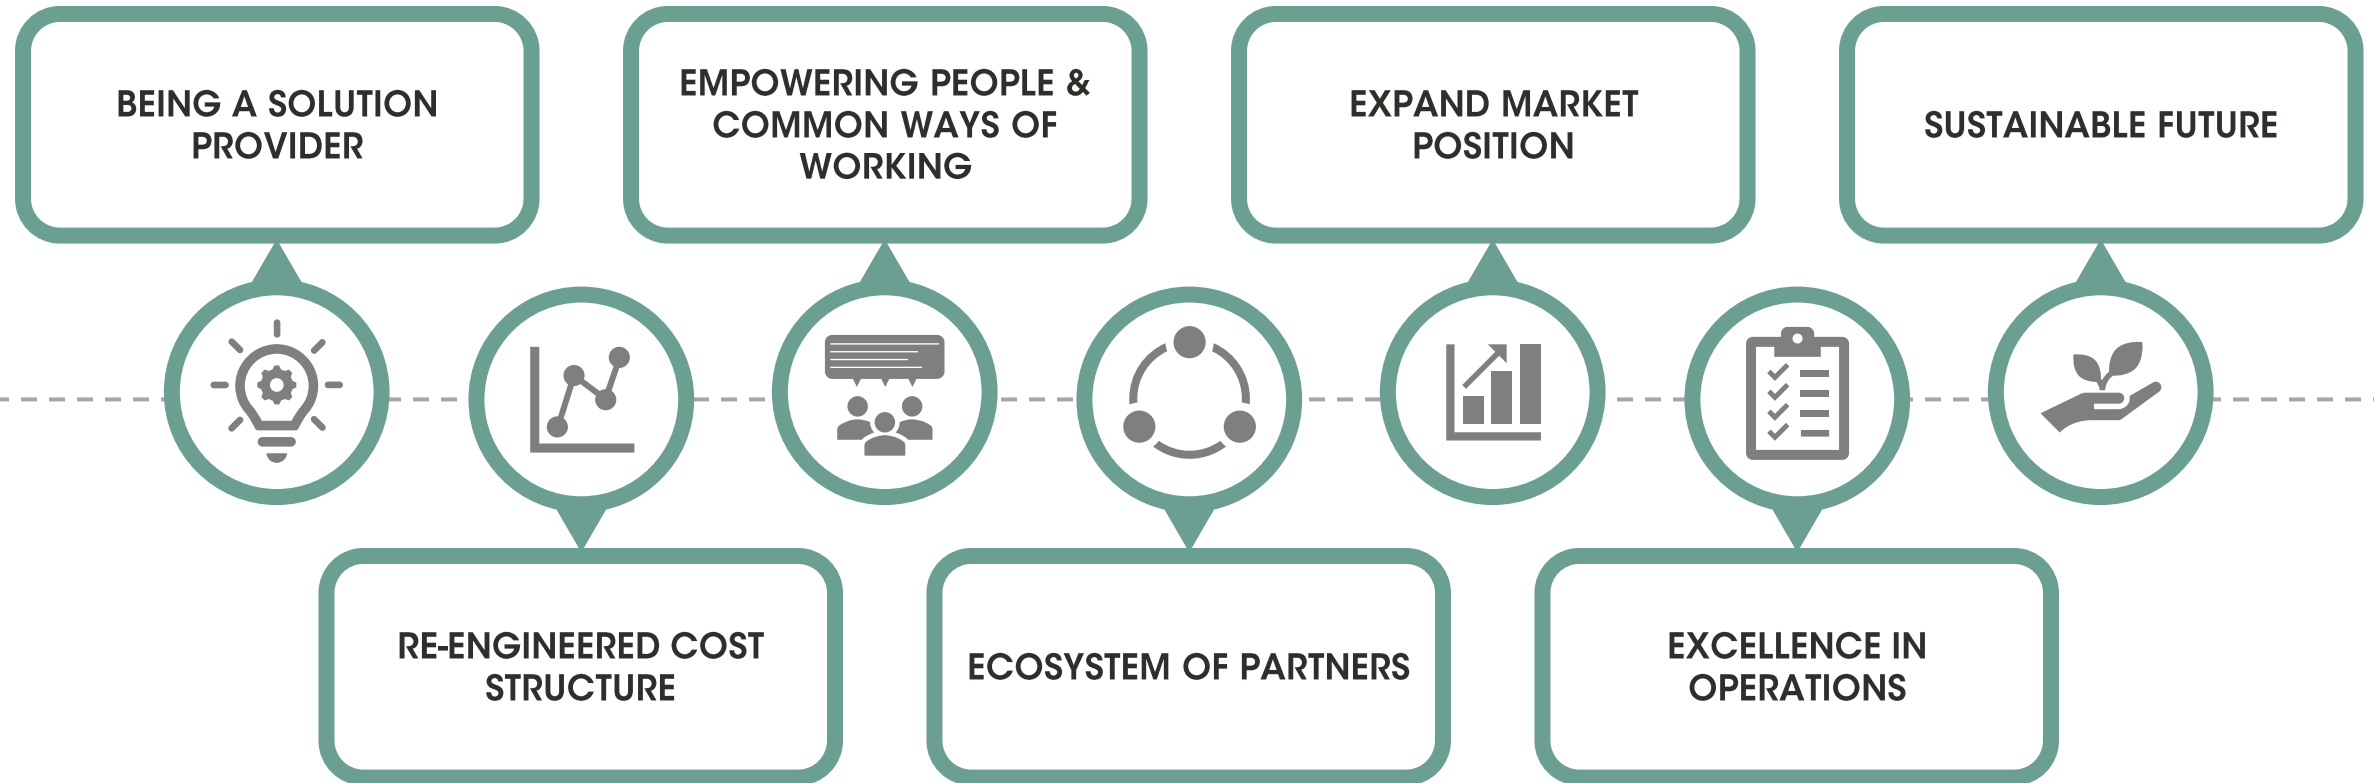 BEING A SOLUTION
PROVIDER
EMPOWERING PEOPLE &
COMMON WAYS OF
WORKING
EXPAND MARKET
POSITION
SUSTAINABLE FUTURE
RE-ENGINEERED COST
STRUCTURE
ECOSYSTEM OF PARTNERS
EXCELLENCE IN
OPERATIONS